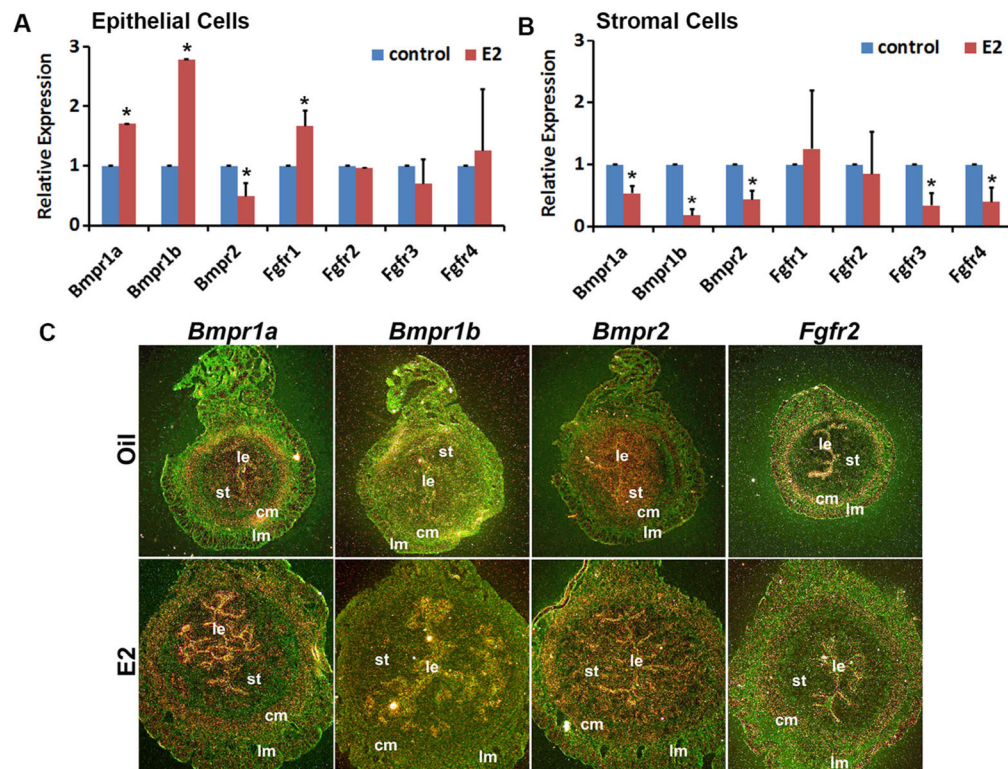 A Epithelial Cells
control E2
Relative Expression
3
2
1
0
*
*
*
*
Bmpr1a Bmpr1b Bmpr2 Fgfr1 Fgfr2 Fgfr3 Fgfr4
B Stromal Cells
control E2
Relative Expression
3
2
1
0
*
*
*
*
*
Bmpr1a Bmpr1b Bmpr2 Fgfr1 Fgfr2 Fgfr3 Fgfr4
C Bmpr1a Bmpr1b Bmpr2 Fgfr2
Oil
le st cm lm
st le cm lm
le st cm lm
le st cm lm
E2
le st cm lm
st le cm lm
st le cm lm
st le cm lm